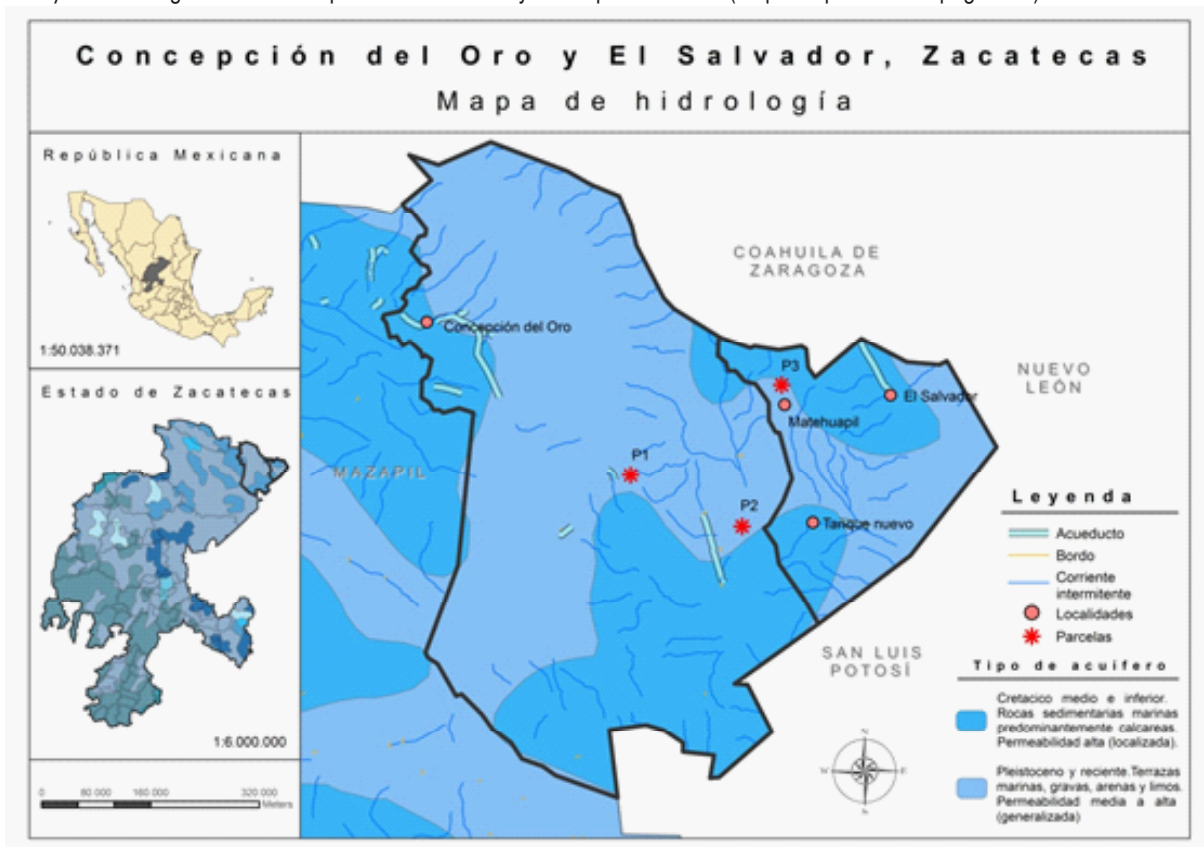 Concepción del Oro y El Salvador, Zacatecas
Mapa de hidrología
República Mexicana
1:50.038.371
Estado de Zacatecas
1:6.000.000
0 80 000 160.000 320 000
Meters
COAHUILA DE
ZARAGOZA
NUEVO
LEÓN
Concepción del Oro
P3
El Salvador
Matehuapil
MAZAPIL
P1
P2
Tanque nuevo
SAN LUIS
POTOSÍ
N
W
E
S
Leyenda
Acueducto
Bordo
Corriente
intermitente
Localidades
Parcelas
Tipo de acuífero
Cretacico medio e inferior.
Rocas sedimentarias marinas
predominantemente calcareas.
Permeabilidad alta (localizada).
Pleistoceno y reciente.Terrazas
marinas, gravas, arenas y limos.
Permeabilidad media a alta
(generalizada)